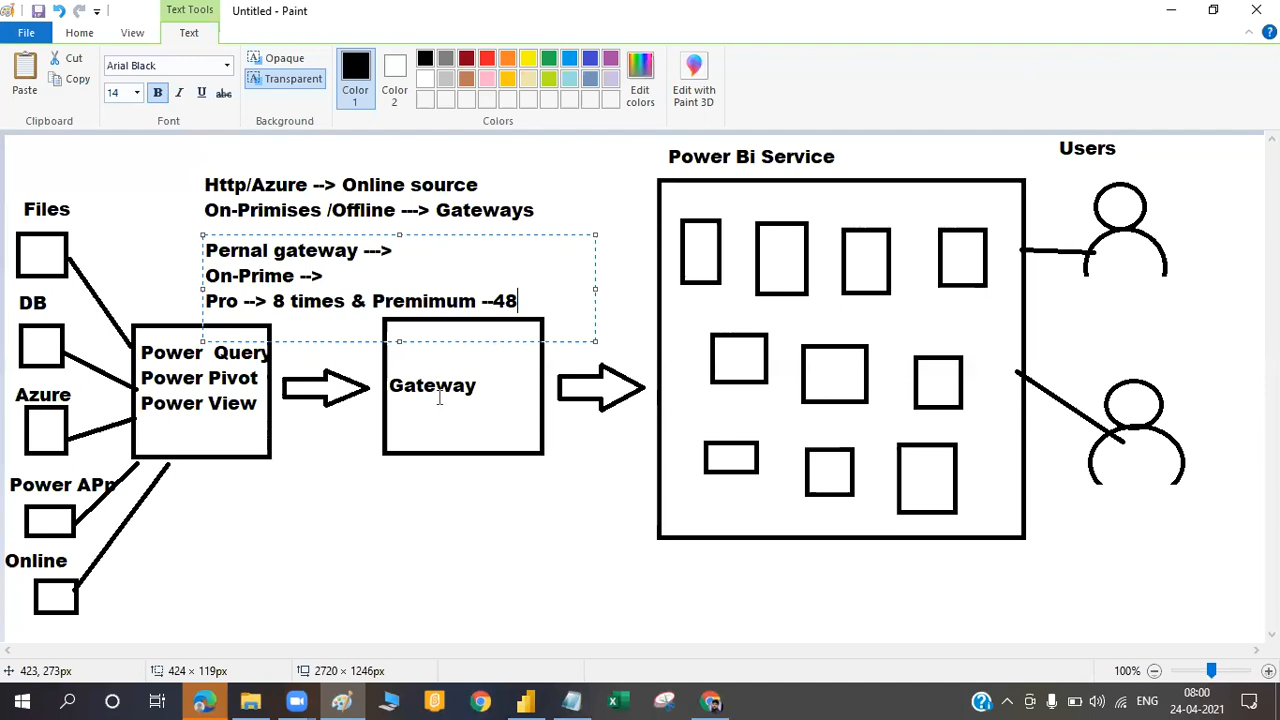 Text Tools
Untitled - Paint
File
Home
View
Text
Paste
Cut
Copy
Clipboard
Arial Black
14
B
I
U
abc
Font
Opaque
Transparent
Background
Color
1
Color
2
Edit
colors
Edit with
Paint 3D
Colors
Http/Azure --> Online source
On-Primises /Offline ---> Gateways
Pernal gateway --->
On-Prime -->
Pro --> 8 times & Premimum --48
Files
DB
Azure
Power APn
Online
Power Query
Power Pivot
Power View
Gateway
Power Bi Service
Users
423, 273px
424 × 119px
2720 × 1246px
100%
ENG
08:00
24-04-2021